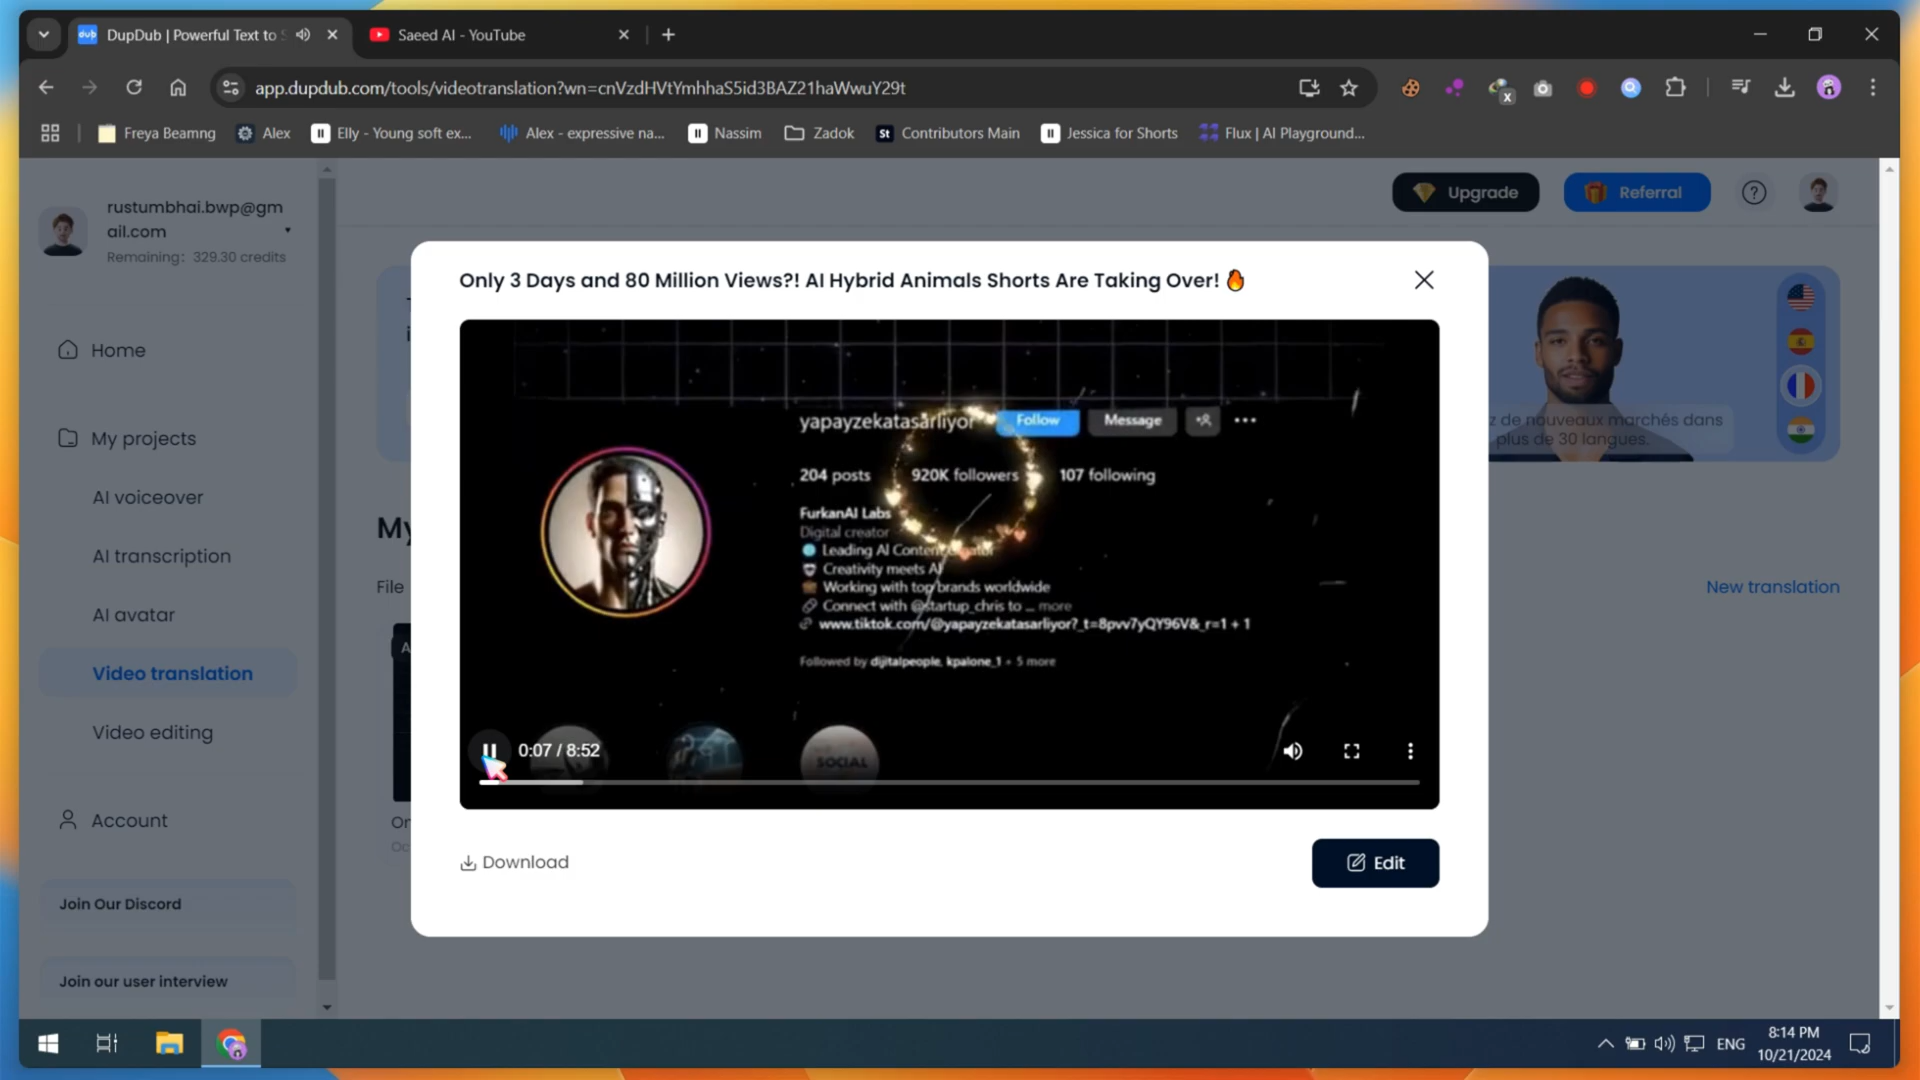 DupDub | Powerful Text to S
Saeed AI - YouTube
app.dupdub.com/tools/videotranslation?wn=cnVzdHVtYmhhaS5id3BAZ21haWwuY29t
Freya Beamng
Alex
Elly - Young soft ex...
Alex - expressive na...
Nassim
Zadok
St
Contributors Main
Jessica for Shorts
Flux | AI Playground...
rustumbhai.bwp@gm
ail.com
Remaining: 329.30 credits
Upgrade
Referral
Home
My projects
AI voiceover
AI transcription
AI avatar
Video translation
Video editing
Account
Join Our Discord
Join our user interview
My
File
New translation
z de nouveaux marchés dans
plus de 30 langues.
Only 3 Days and 80 Million Views?! AI Hybrid Animals Shorts Are Taking Over! 🔥
yapayzekatasarliyor
Follow
Message
204 posts
920K followers
107 following
FurkanAI Labs
Digital creator
Leading AI Content Creator
Creativity meets AI
Working with top brands worldwide
Connect with @startup_chris to ... more
www.tiktok.com/@yapayzekatasarliyor?_t=8pvv7yQY96V&_r=1 + 1
Followed by dijitalpeople, kpalone_1 + 5 more
SOCIAL
0:07 / 8:52
Download
Edit
ENG
8:14 PM
10/21/2024